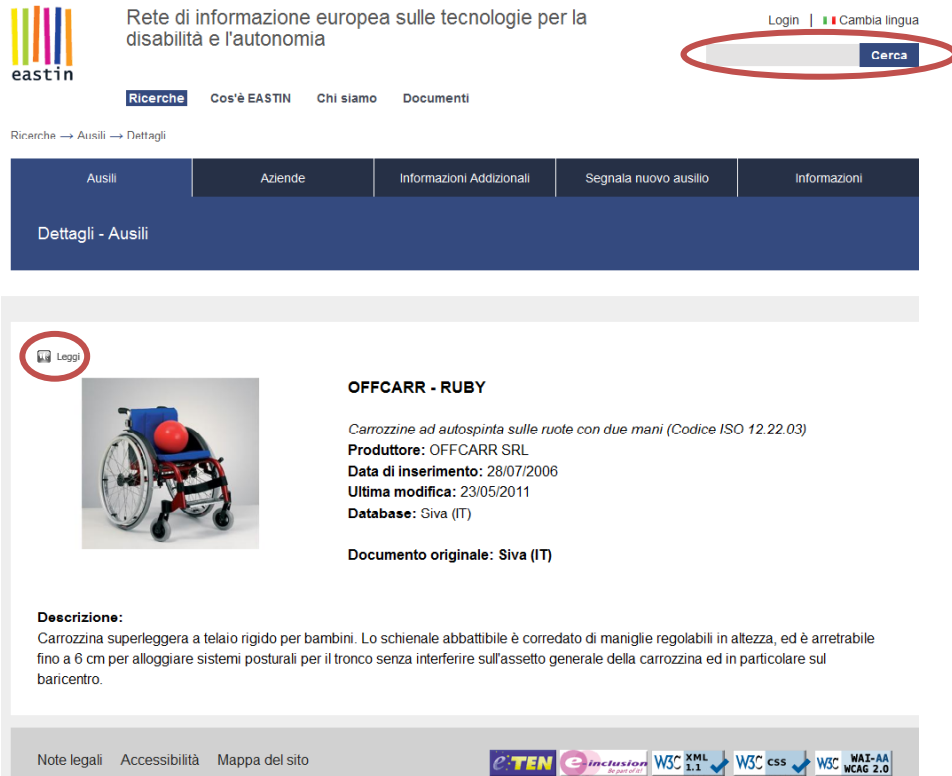 eastin
Rete di informazione europea sulle tecnologie per la
disabilità e l'autonomia
Login | Cambia lingua
Cerca
Ricerche Cos'è EASTIN Chi siamo Documenti
Ricerche → Ausili → Dettagli
Ausili Aziende Informazioni Addizionali Segnala nuovo ausilio Informazioni
Dettagli - Ausili
Leggi
OFFCARR - RUBY
Carrozzine ad autospinta sulle ruote con due mani (Codice ISO 12.22.03)
Produttore: OFFCARR SRL
Data di inserimento: 28/07/2006
Ultima modifica: 23/05/2011
Database: Siva (IT)
Documento originale: Siva (IT)
Descrizione:
Carrozzina superleggera a telaio rigido per bambini. Lo schienale abbattibile è corredato di maniglie regolabili in altezza, ed è arretrabile
fino a 6 cm per alloggiare sistemi posturali per il tronco senza interferire sull'assetto generale della carrozzina ed in particolare sul
baricentro.
Note legali Accessibilità Mappa del sito
e:TEN e-inclusion Be part of it! W3C XML 1.1 W3C css W3C WAI-AA WCAG 2.0